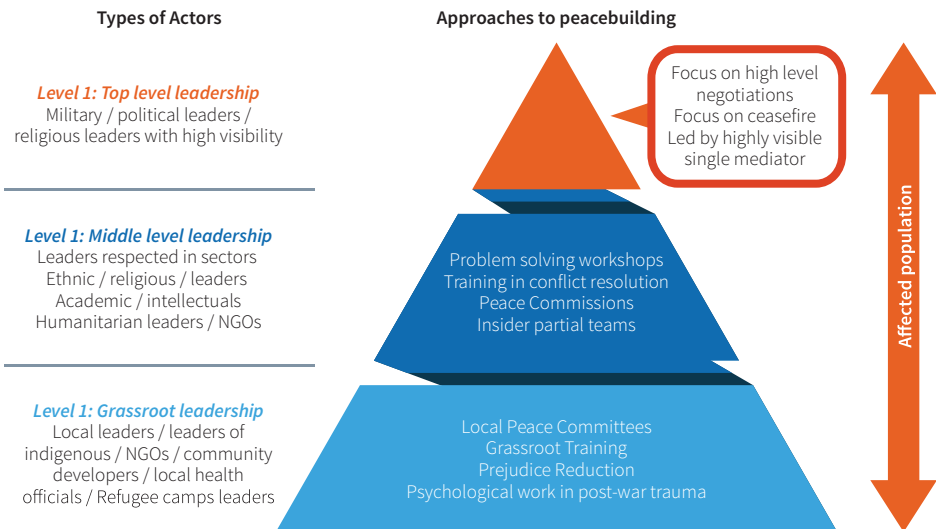 Types of Actors
Approaches to peacebuilding
Level 1: Top level leadership
Military / political leaders /
religious leaders with high visibility
Focus on high level
negotiations
Focus on ceasefire
Led by highly visible
single mediator
Level 1: Middle level leadership
Leaders respected in sectors
Ethnic / religious / leaders
Academic / intellectuals
Humanitarian leaders / NGOs
Problem solving workshops
Training in conflict resolution
Peace Commissions
Insider partial teams
Level 1: Grassroot leadership
Local leaders / leaders of
indigenous / NGOs / community
developers / local health
officials / Refugee camps leaders
Local Peace Committees
Grassroot Training
Prejudice Reduction
Psychological work in post-war trauma
Affected population